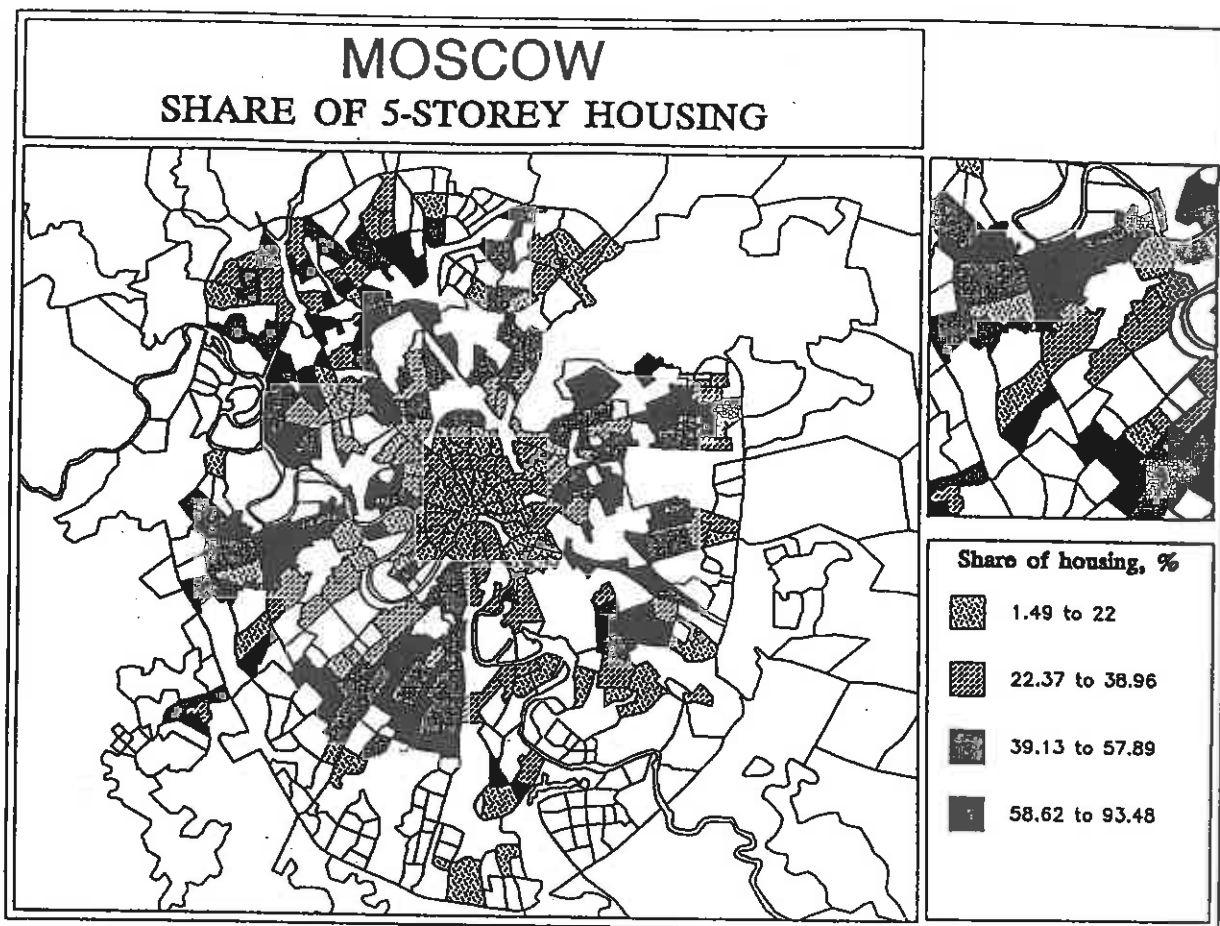 MOSCOW
SHARE OF 5-STOREY HOUSING
Share of housing, %
1.49 to 22
22.37 to 38.96
39.13 to 57.89
58.62 to 93.48